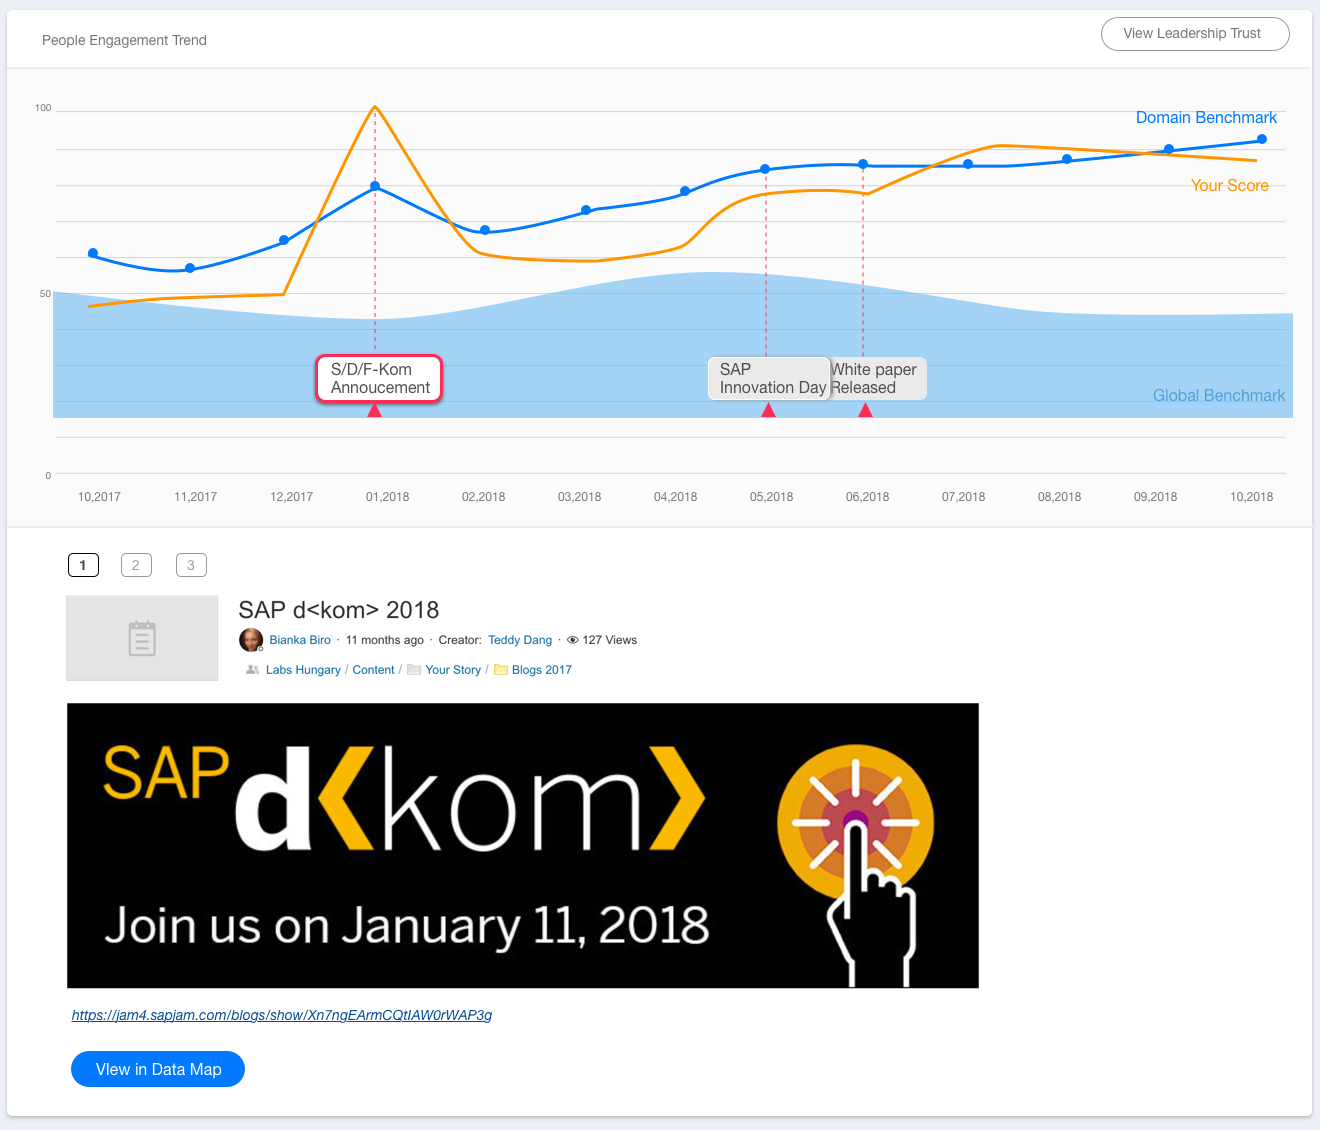 People Engagement Trend
View Leadership Trust
100
Domain Benchmark
Your Score
50
S/D/F-Kom
Annoucement
SAP
Innovation Day
White paper
Released
Global Benchmark
0
10,2017 11,2017 12,2017 01,2018 02,2018 03,2018 04,2018 05,2018 06,2018 07,2018 08,2018 09,2018 10,2018
1 2 3
SAP d<kom> 2018
Bianka Biro · 11 months ago · Creator: Teddy Dang · 127 Views
Labs Hungary / Content / Your Story / Blogs 2017
SAP d<kom>
Join us on January 11, 2018
https://jam4.sapjam.com/blogs/show/Xn7ngEArmCQtIAW0rWAP3g
VIew in Data Map